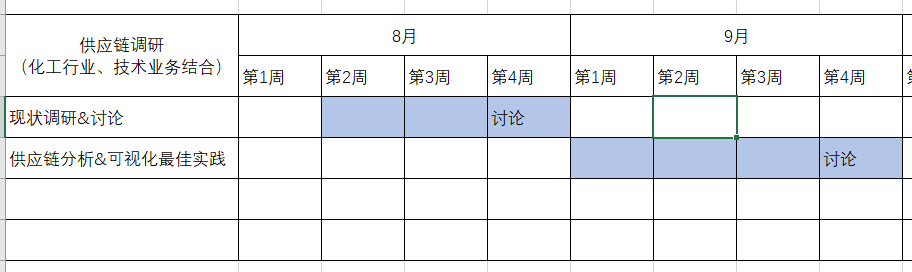 供应链调研
（化工行业、技术业务结合）
8月
9月
第1周
第2周
第3周
第4周
第1周
第2周
第3周
第4周
现状调研&讨论
讨论
供应链分析&可视化最佳实践
讨论